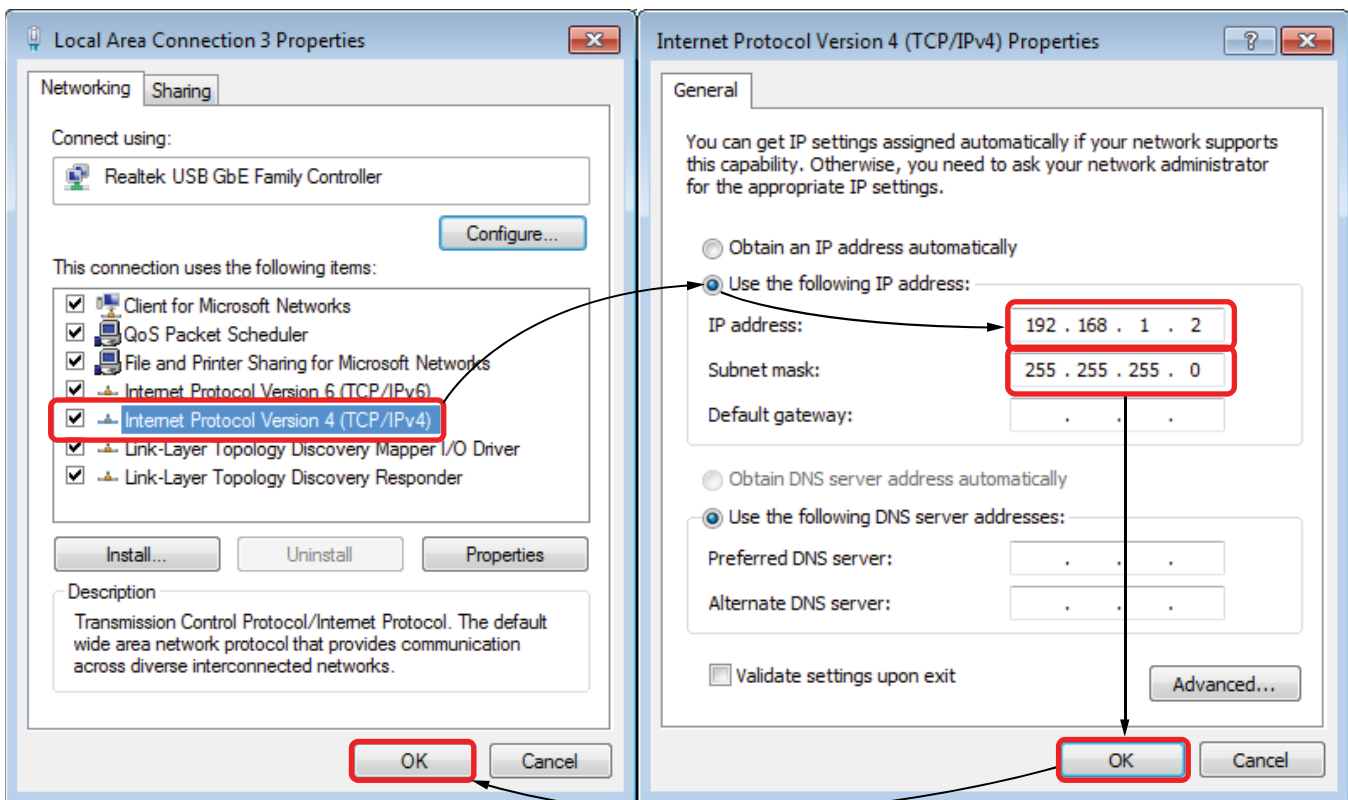 Local Area Connection 3 Properties
Networking
Sharing
Connect using:
Realtek USB GbE Family Controller
Configure...
This connection uses the following items:
Client for Microsoft Networks
QoS Packet Scheduler
File and Printer Sharing for Microsoft Networks
Internet Protocol Version 6 (TCP/IPv6)
Internet Protocol Version 4 (TCP/IPv4)
Link-Layer Topology Discovery Mapper I/O Driver
Link-Layer Topology Discovery Responder
Install...
Uninstall
Properties
Description
Transmission Control Protocol/Internet Protocol. The default
wide area network protocol that provides communication
across diverse interconnected networks.
OK
Cancel
Internet Protocol Version 4 (TCP/IPv4) Properties
General
You can get IP settings assigned automatically if your network supports
this capability. Otherwise, you need to ask your network administrator
for the appropriate IP settings.
Obtain an IP address automatically
Use the following IP address:
IP address: 192 . 168 . 1 . 2
Subnet mask: 255 . 255 . 255 . 0
Default gateway: . . .
Obtain DNS server address automatically
Use the following DNS server addresses:
Preferred DNS server: . . .
Alternate DNS server: . . .
Validate settings upon exit
Advanced...
OK
Cancel